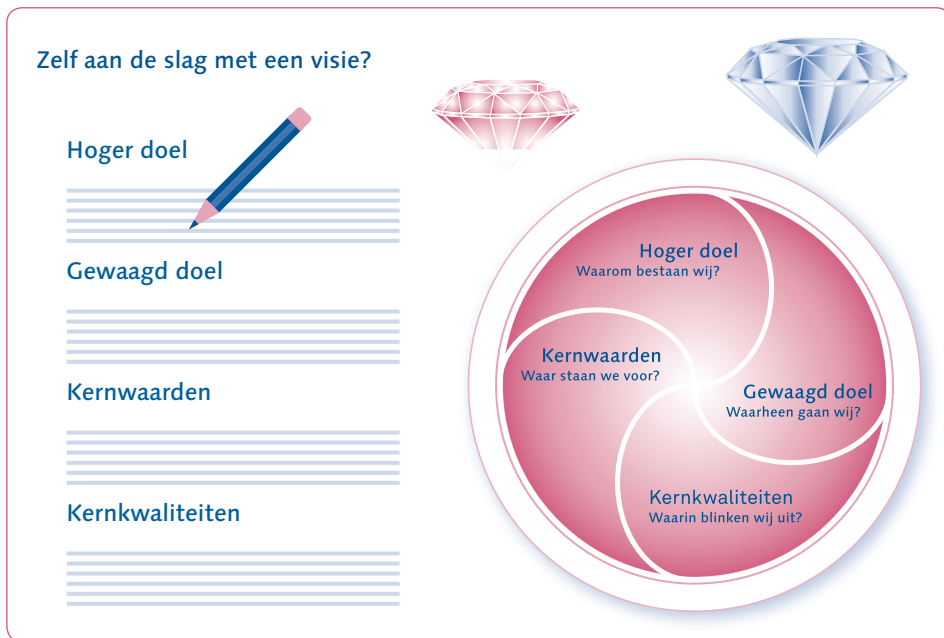 Zelf aan de slag met een visie?
Hoger doel
Gewaagd doel
Kernwaarden
Kernkwaliteiten
Hoger doel
Waarom bestaan wij?
Kernwaarden
Waar staan we voor?
Gewaagd doel
Waarheen gaan wij?
Kernkwaliteiten
Waarin blinken wij uit?